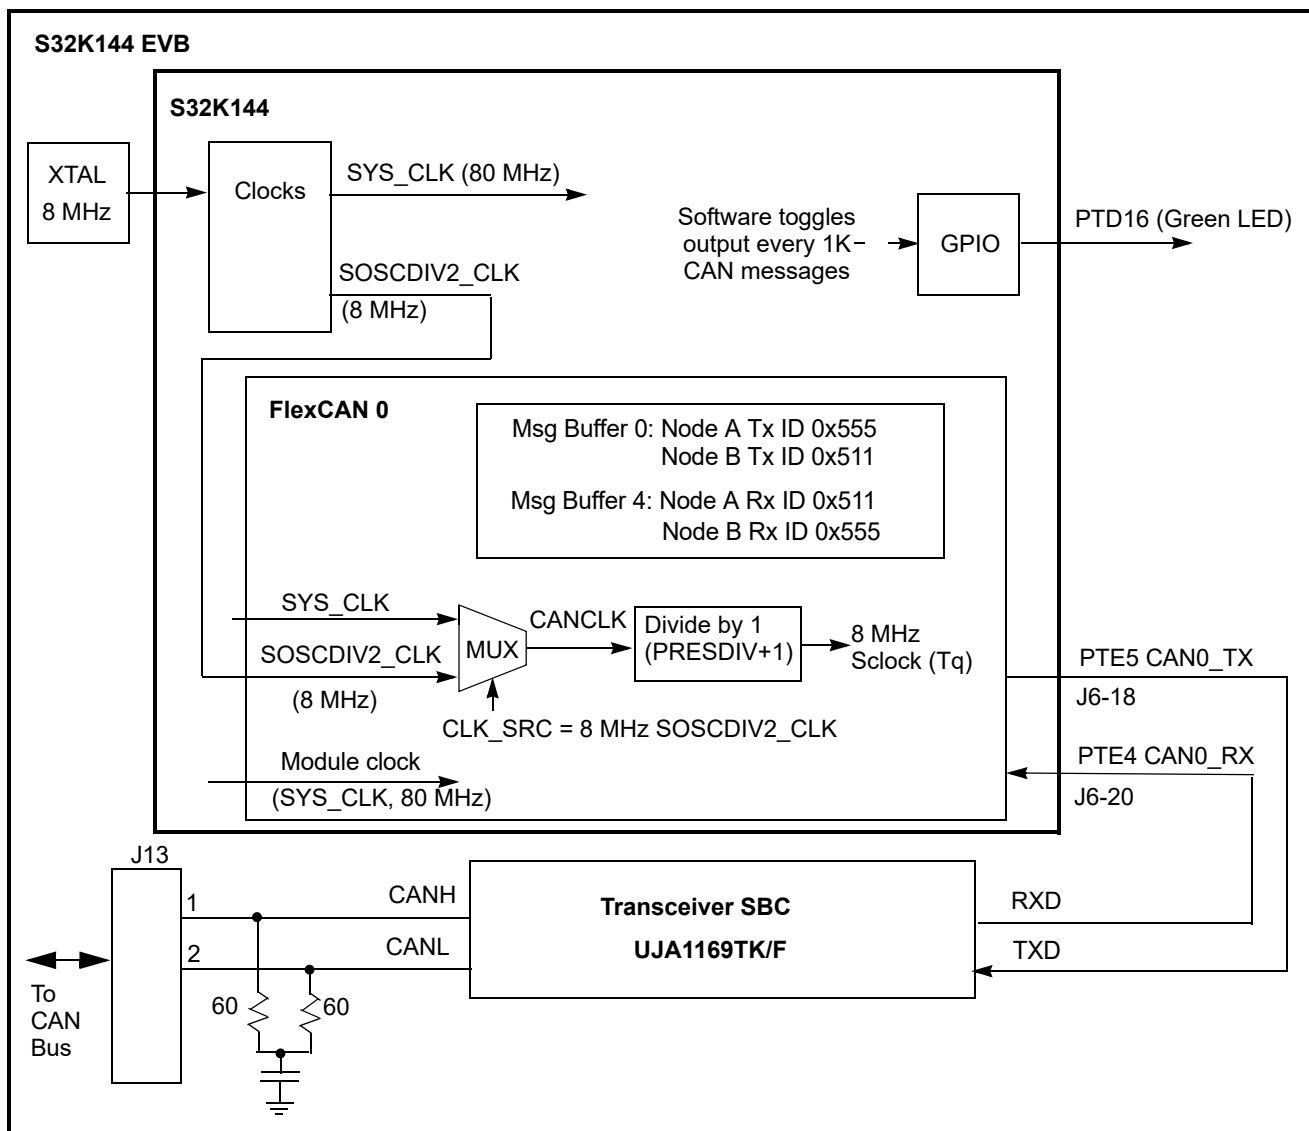 S32K144 EVB
S32K144
XTAL
8 MHz
Clocks
SYS_CLK (80 MHz)
SOSCDIV2_CLK
(8 MHz)
Software toggles
output every 1K
CAN messages
GPIO
PTD16 (Green LED)
FlexCAN 0
Msg Buffer 0: Node A Tx ID 0x555
Node B Tx ID 0x511
Msg Buffer 4: Node A Rx ID 0x511
Node B Rx ID 0x555
SYS_CLK
SOSCDIV2_CLK
(8 MHz)
MUX
CANCLK
Divide by 1
(PRESDIV+1)
8 MHz
Sclock (Tq)
CLK_SRC = 8 MHz SOSCDIV2_CLK
Module clock
(SYS_CLK, 80 MHz)
PTE5 CAN0_TX
J6-18
PTE4 CAN0_RX
J6-20
J13
1
2
CANH
CANL
Transceiver SBC
UJA1169TK/F
RXD
TXD
To
CAN
Bus
60
60